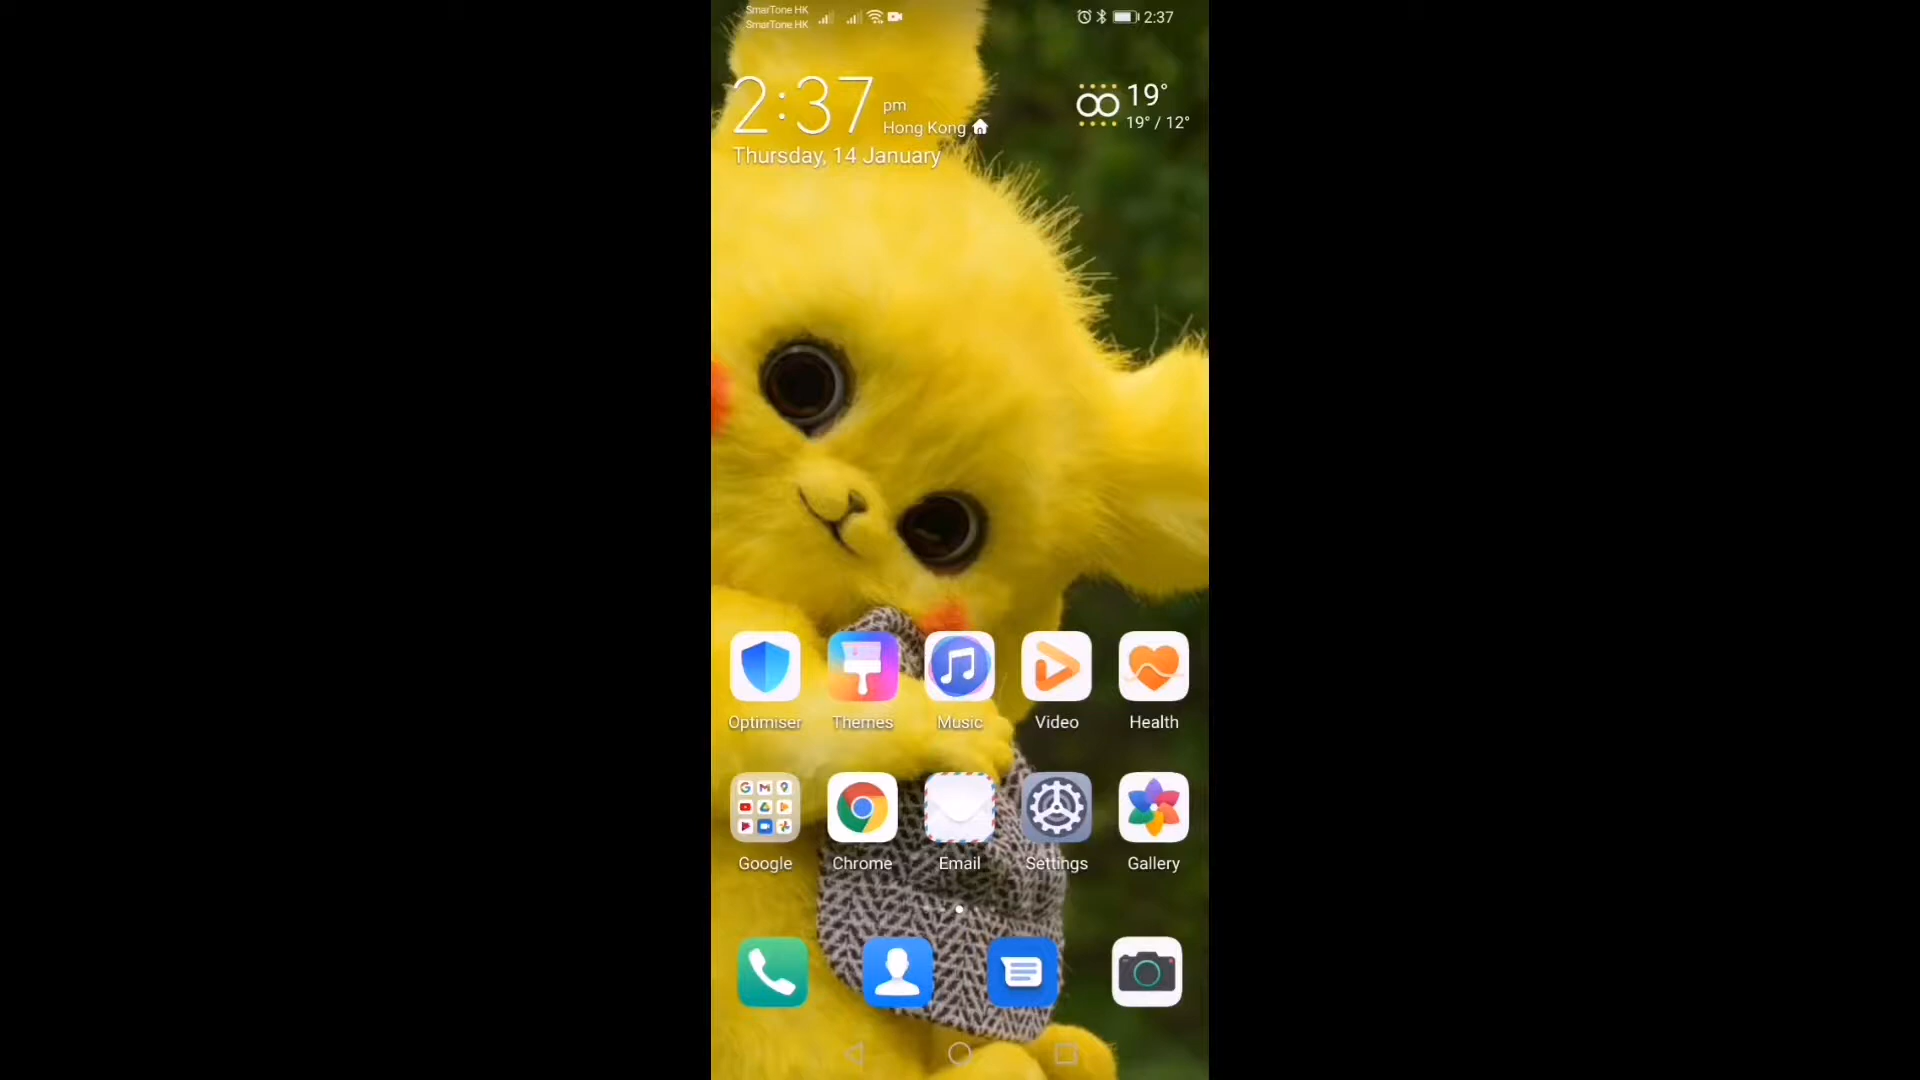 SmarTone HK
SmarTone HK
2:37
2:37 pm
Hong Kong
Thursday, 14 January
19°
19° / 12°
Optimiser Themes Music Video Health
Google Chrome Email Settings Gallery